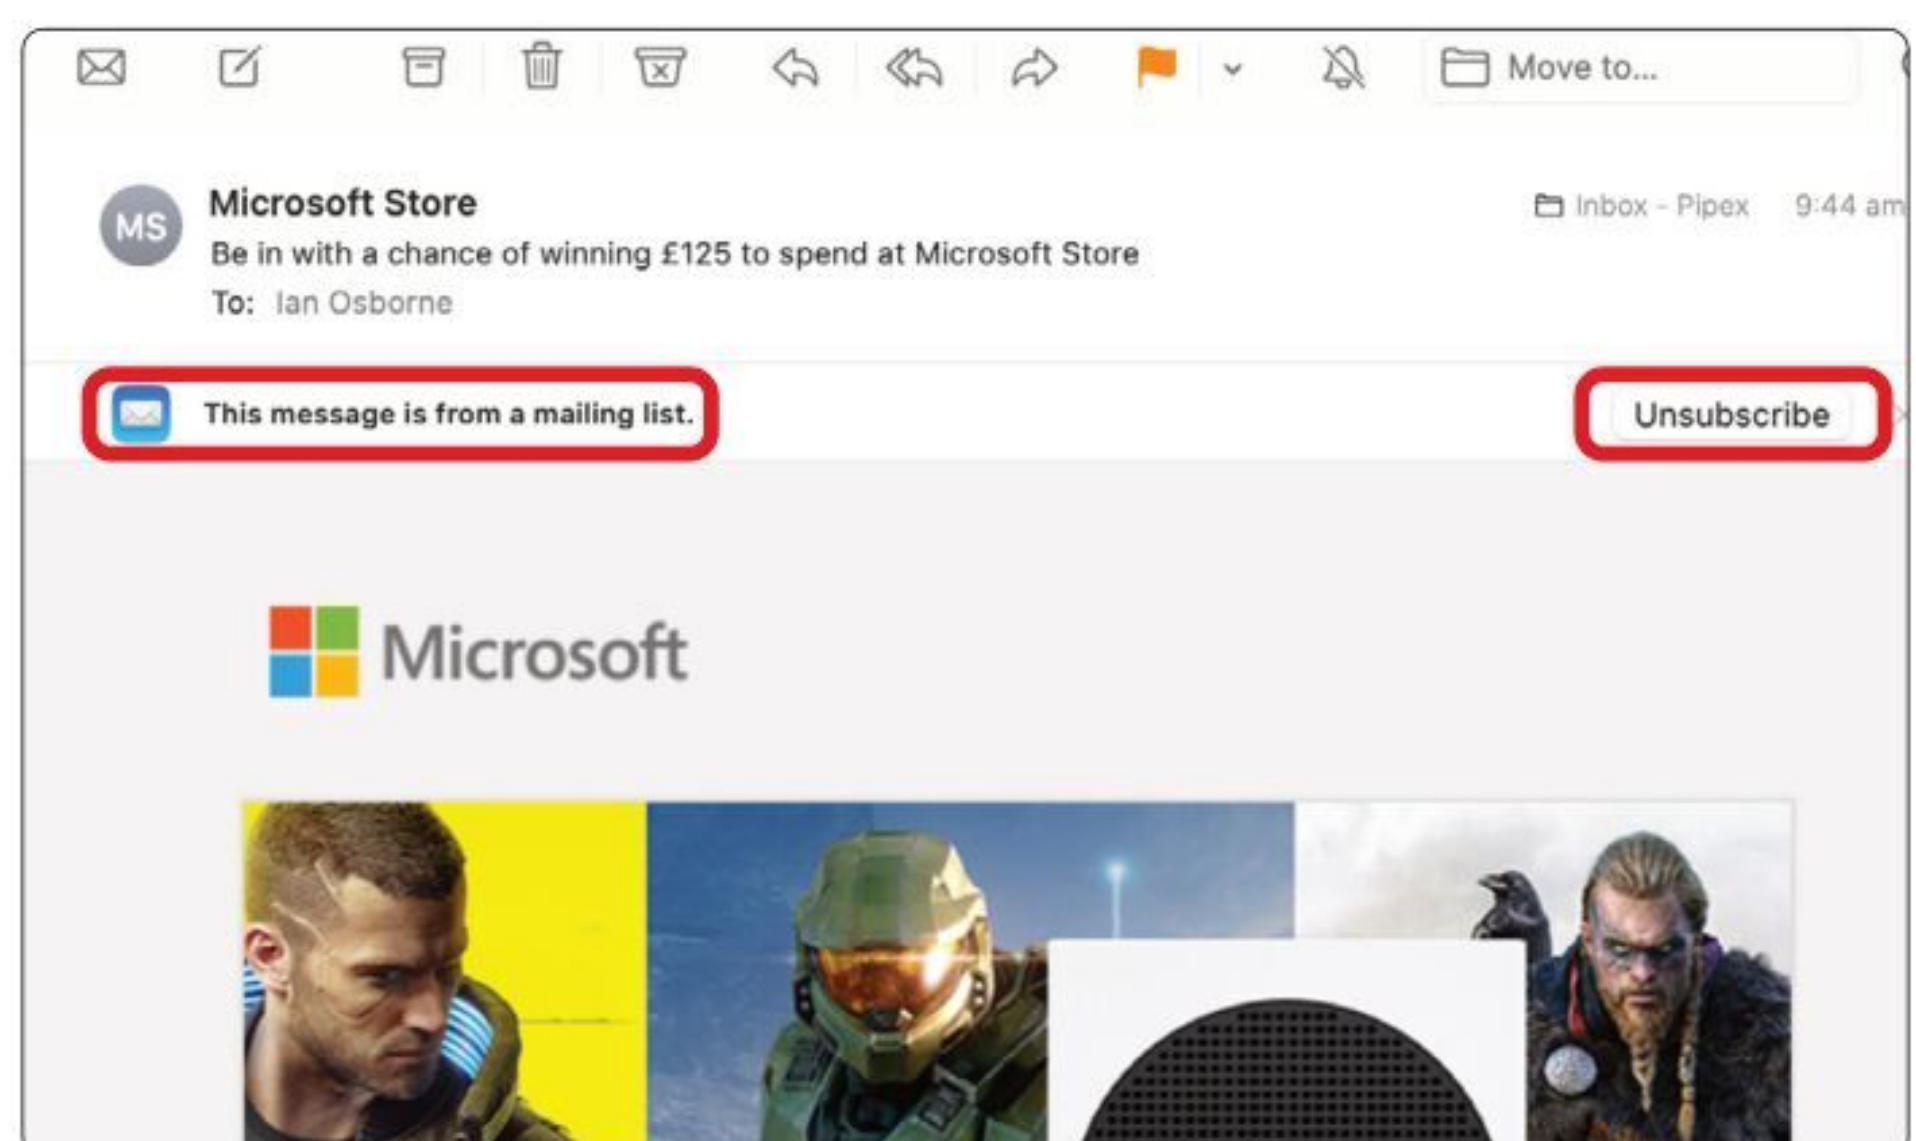 Move to...
MS
Microsoft Store
Inbox - Pipex 9:44 am
Be in with a chance of winning £125 to spend at Microsoft Store
To: Ian Osborne
This message is from a mailing list.
Unsubscribe
Microsoft